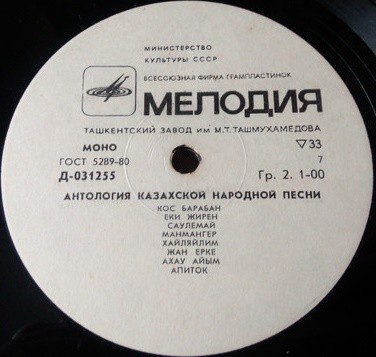 МИНИСТЕРСТВО
КУЛЬТУРЫ СССР
ВСЕСОЮЗНАЯ ФИРМА ГРАМПЛАСТИНОК
МЕЛОДИЯ
ТАШКЕНТСКИЙ ЗАВОД ИМ М.Т. ТАШМУХАМЕДОВА
МОНО ▽33
ГОСТ 5289-80 7
Д-031255 Гр. 2. 1-00
АНТОЛОГИЯ КАЗАХСКОЙ НАРОДНОЙ ПЕСНИ
КОС БАРАБАН
ЕКИ ЖИРЕН
САУЛЕМАЙ
МАНМАНГЕР
ХАЙЛЯЙЛИМ
ЖАН ЕРКЕ
АХАУ АЙЫМ
АПИТОК